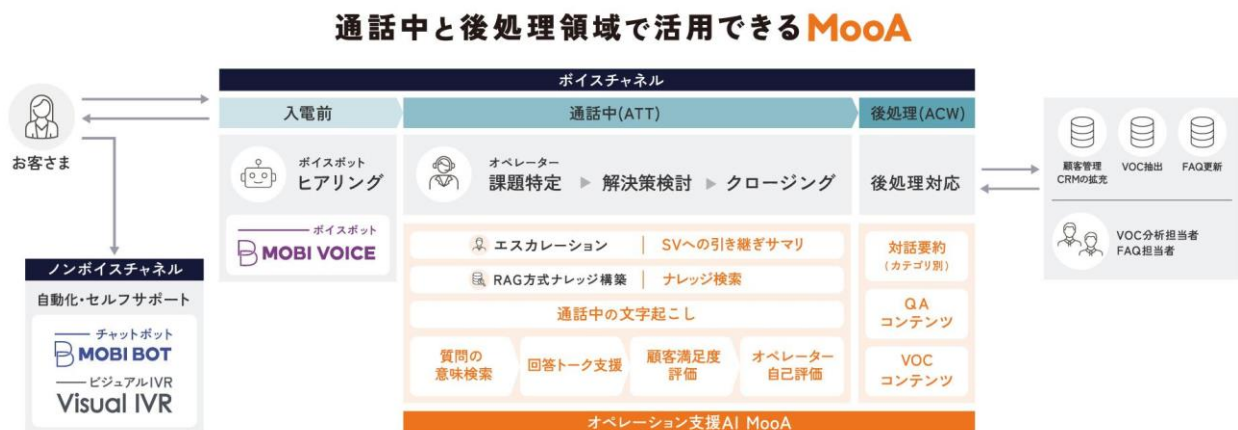 通話中と後処理領域で活用できるMooA
お客さま
ボイスチャネル
入電前
通話中(ATT)
後処理(ACW)
ボイスボット
ヒアリング
オペレーター
課題特定 ▶ 解決策検討 ▶ クロージング
後処理対応
ボイスボット
MOBI VOICE
エスカレーション | SVへの引き継ぎサマリ
RAG方式ナレッジ構築 | ナレッジ検索
通話中の文字起こし
質問の
意味検索
回答トーク支援
顧客満足度
評価
オペレーター
自己評価
対話要約
(カテゴリ別)
QA
コンテンツ
VOC
コンテンツ
オペレーション支援AI MooA
ノンボイスチャネル
自動化・セルフサポート
チャットボット
MOBI BOT
ビジュアルIVR
Visual IVR
顧客管理
CRMの拡充
VOC抽出
FAQ更新
VOC分析担当者
FAQ担当者